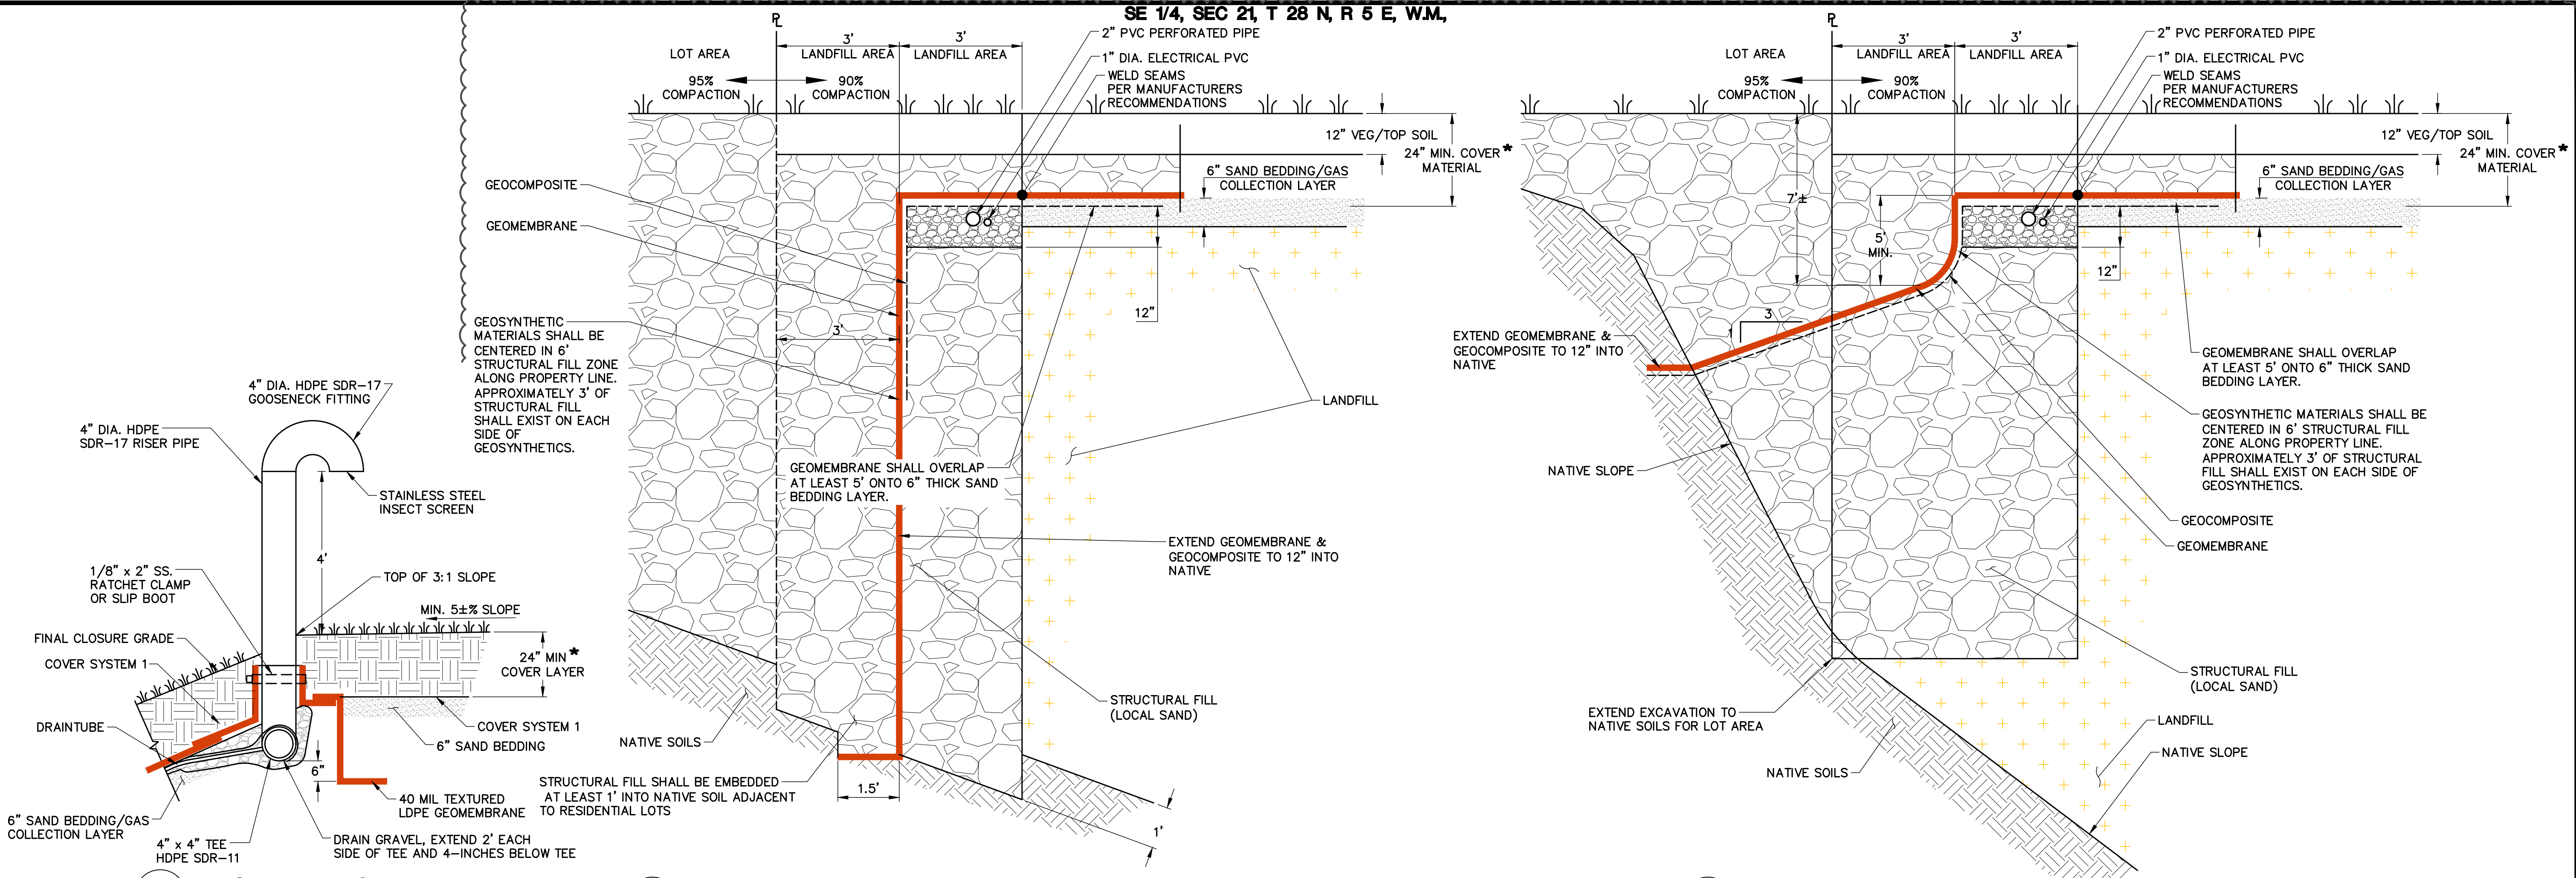 SE 1/4, SEC 21, T 28 N, R 5 E, W.M.,
4" DIA. HDPE SDR-17
GOOSENECK FITTING
4" DIA. HDPE
SDR-17 RISER PIPE
STAINLESS STEEL
INSECT SCREEN
4'
1/8" x 2" SS.
RATCHET CLAMP
OR SLIP BOOT
TOP OF 3:1 SLOPE
MIN. 5±% SLOPE
FINAL CLOSURE GRADE
COVER SYSTEM 1
24" MIN*
COVER LAYER
DRAINTUBE
COVER SYSTEM 1
6" SAND BEDDING
6"
40 MIL TEXTURED
LDPE GEOMEMBRANE
6" SAND BEDDING/GAS
COLLECTION LAYER
4" x 4" TEE
HDPE SDR-11
DRAIN GRAVEL, EXTEND 2' EACH
SIDE OF TEE AND 4-INCHES BELOW TEE
PL
3'
3'
LOT AREA
LANDFILL AREA
LANDFILL AREA
95%
COMPACTION
90%
COMPACTION
2" PVC PERFORATED PIPE
1" DIA. ELECTRICAL PVC
WELD SEAMS
PER MANUFACTURERS
RECOMMENDATIONS
12" VEG/TOP SOIL
24" MIN. COVER*
MATERIAL
6" SAND BEDDING/GAS
COLLECTION LAYER
GEOCOMPOSITE
GEOMEMBRANE
12"
3'
GEOSYNTHETIC
MATERIALS SHALL BE
CENTERED IN 6'
STRUCTURAL FILL ZONE
ALONG PROPERTY LINE.
APPROXIMATELY 3' OF
STRUCTURAL FILL
SHALL EXIST ON EACH
SIDE OF
GEOSYNTHETICS.
LANDFILL
GEOMEMBRANE SHALL OVERLAP
AT LEAST 5' ONTO 6" THICK SAND
BEDDING LAYER.
EXTEND GEOMEMBRANE &
GEOCOMPOSITE TO 12" INTO
NATIVE
STRUCTURAL FILL
(LOCAL SAND)
NATIVE SOILS
STRUCTURAL FILL SHALL BE EMBEDDED
AT LEAST 1' INTO NATIVE SOIL ADJACENT
TO RESIDENTIAL LOTS
1.5'
1'
PL
3'
3'
LOT AREA
LANDFILL AREA
LANDFILL AREA
95%
COMPACTION
90%
COMPACTION
2" PVC PERFORATED PIPE
1" DIA. ELECTRICAL PVC
WELD SEAMS
PER MANUFACTURERS
RECOMMENDATIONS
12" VEG/TOP SOIL
24" MIN. COVER*
MATERIAL
6" SAND BEDDING/GAS
COLLECTION LAYER
7'±
5'
MIN.
12"
3
1
EXTEND GEOMEMBRANE &
GEOCOMPOSITE TO 12" INTO
NATIVE
GEOMEMBRANE SHALL OVERLAP
AT LEAST 5' ONTO 6" THICK SAND
BEDDING LAYER.
GEOSYNTHETIC MATERIALS SHALL BE
CENTERED IN 6' STRUCTURAL FILL
ZONE ALONG PROPERTY LINE.
APPROXIMATELY 3' OF STRUCTURAL
FILL SHALL EXIST ON EACH SIDE OF
GEOSYNTHETICS.
NATIVE SLOPE
GEOCOMPOSITE
GEOMEMBRANE
STRUCTURAL FILL
(LOCAL SAND)
EXTEND EXCAVATION TO
NATIVE SOILS FOR LOT AREA
LANDFILL
NATIVE SLOPE
NATIVE SOILS